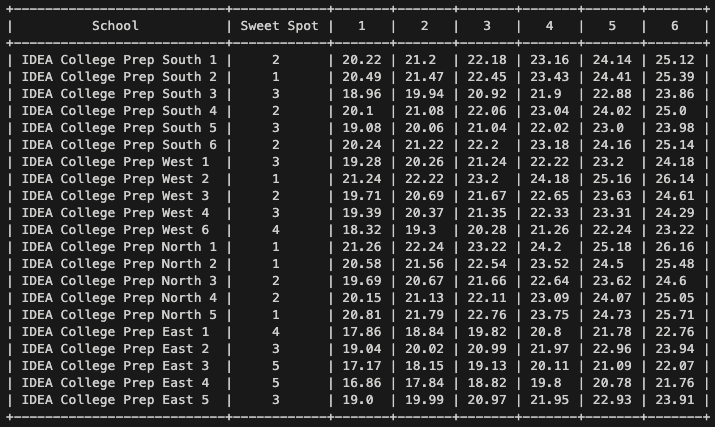 +---------------------------+------------+-------+-------+-------+-------+-------+-------+
| School | Sweet Spot | 1 | 2 | 3 | 4 | 5 | 6 |
+---------------------------+------------+-------+-------+-------+-------+-------+-------+
| IDEA College Prep South 1 | 2 | 20.22 | 21.2 | 22.18 | 23.16 | 24.14 | 25.12 |
| IDEA College Prep South 2 | 1 | 20.49 | 21.47 | 22.45 | 23.43 | 24.41 | 25.39 |
| IDEA College Prep South 3 | 3 | 18.96 | 19.94 | 20.92 | 21.9 | 22.88 | 23.86 |
| IDEA College Prep South 4 | 2 | 20.1 | 21.08 | 22.06 | 23.04 | 24.02 | 25.0 |
| IDEA College Prep South 5 | 3 | 19.08 | 20.06 | 21.04 | 22.02 | 23.0 | 23.98 |
| IDEA College Prep South 6 | 2 | 20.24 | 21.22 | 22.2 | 23.18 | 24.16 | 25.14 |
| IDEA College Prep West 1 | 3 | 19.28 | 20.26 | 21.24 | 22.22 | 23.2 | 24.18 |
| IDEA College Prep West 2 | 1 | 21.24 | 22.22 | 23.2 | 24.18 | 25.16 | 26.14 |
| IDEA College Prep West 3 | 2 | 19.71 | 20.69 | 21.67 | 22.65 | 23.63 | 24.61 |
| IDEA College Prep West 4 | 3 | 19.39 | 20.37 | 21.35 | 22.33 | 23.31 | 24.29 |
| IDEA College Prep West 6 | 4 | 18.32 | 19.3 | 20.28 | 21.26 | 22.24 | 23.22 |
| IDEA College Prep North 1 | 1 | 21.26 | 22.24 | 23.22 | 24.2 | 25.18 | 26.16 |
| IDEA College Prep North 2 | 1 | 20.58 | 21.56 | 22.54 | 23.52 | 24.5 | 25.48 |
| IDEA College Prep North 3 | 2 | 19.69 | 20.67 | 21.66 | 22.64 | 23.62 | 24.6 |
| IDEA College Prep North 4 | 2 | 20.15 | 21.13 | 22.11 | 23.09 | 24.07 | 25.05 |
| IDEA College Prep North 5 | 1 | 20.81 | 21.79 | 22.76 | 23.75 | 24.73 | 25.71 |
| IDEA College Prep East 1 | 4 | 17.86 | 18.84 | 19.82 | 20.8 | 21.78 | 22.76 |
| IDEA College Prep East 2 | 3 | 19.04 | 20.02 | 20.99 | 21.97 | 22.96 | 23.94 |
| IDEA College Prep East 3 | 5 | 17.17 | 18.15 | 19.13 | 20.11 | 21.09 | 22.07 |
| IDEA College Prep East 4 | 5 | 16.86 | 17.84 | 18.82 | 19.8 | 20.78 | 21.76 |
| IDEA College Prep East 5 | 3 | 19.0 | 19.99 | 20.97 | 21.95 | 22.93 | 23.91 |
+---------------------------+------------+-------+-------+-------+-------+-------+-------+